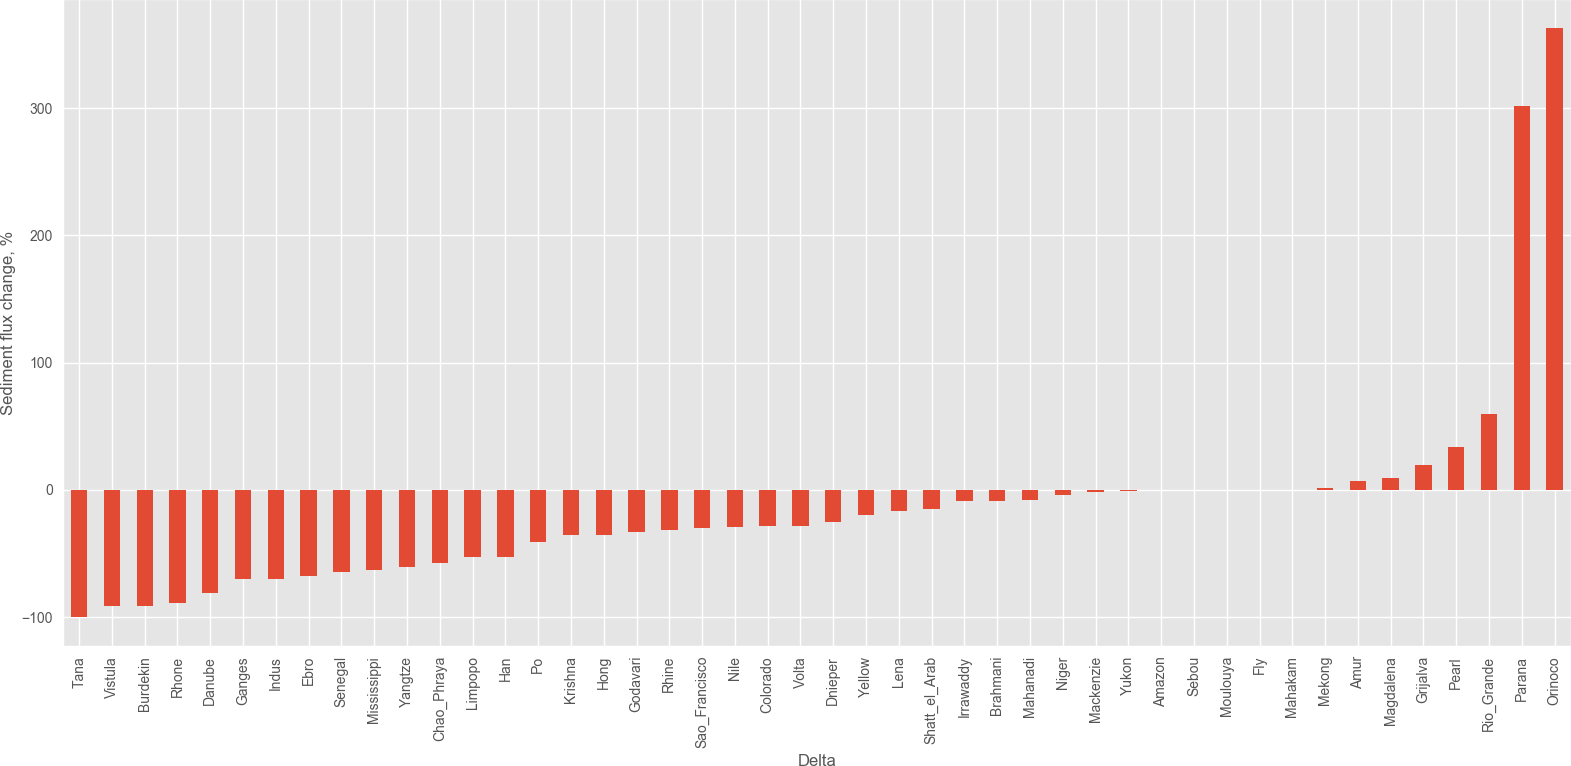 Sediment flux change, %
300
200
100
0
−100
Tana
Vistula
Burdekin
Rhone
Danube
Ganges
Indus
Ebro
Senegal
Mississippi
Yangtze
Chao_Phraya
Limpopo
Han
Po
Krishna
Hong
Godavari
Rhine
Sao_Francisco
Nile
Colorado
Volta
Dnieper
Yellow
Lena
Shatt_el_Arab
Irrawaddy
Brahmani
Mahanadi
Niger
Mackenzie
Yukon
Amazon
Sebou
Moulouya
Fly
Mahakam
Mekong
Amur
Magdalena
Grijalva
Pearl
Rio_Grande
Parana
Orinoco
Delta